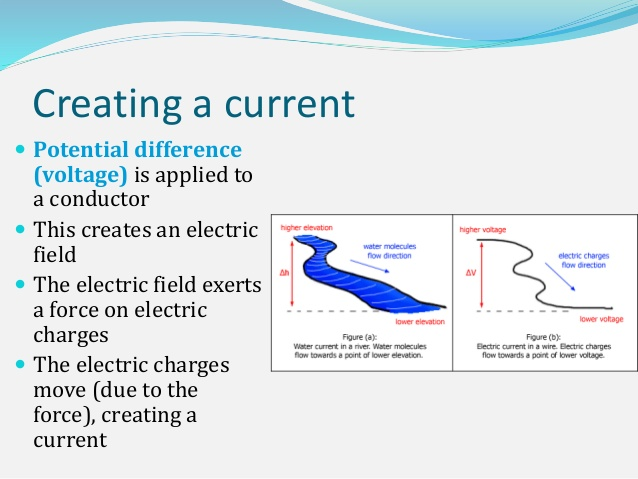 Creating a current
Potential difference
(voltage) is applied to
a conductor
This creates an electric
field
The electric field exerts
a force on electric
charges
The electric charges
move (due to the
force), creating a
current
higher elevation
water molecules
flow direction
Δh
lower elevation
Figure (a):
Water current in a river. Water molecules
flow towards a point of lower elevation.
higher voltage
electric charges
flow direction
ΔV
lower voltage
Figure (b):
Electric current in a wire. Electric charges
flow towards a point of lower voltage.